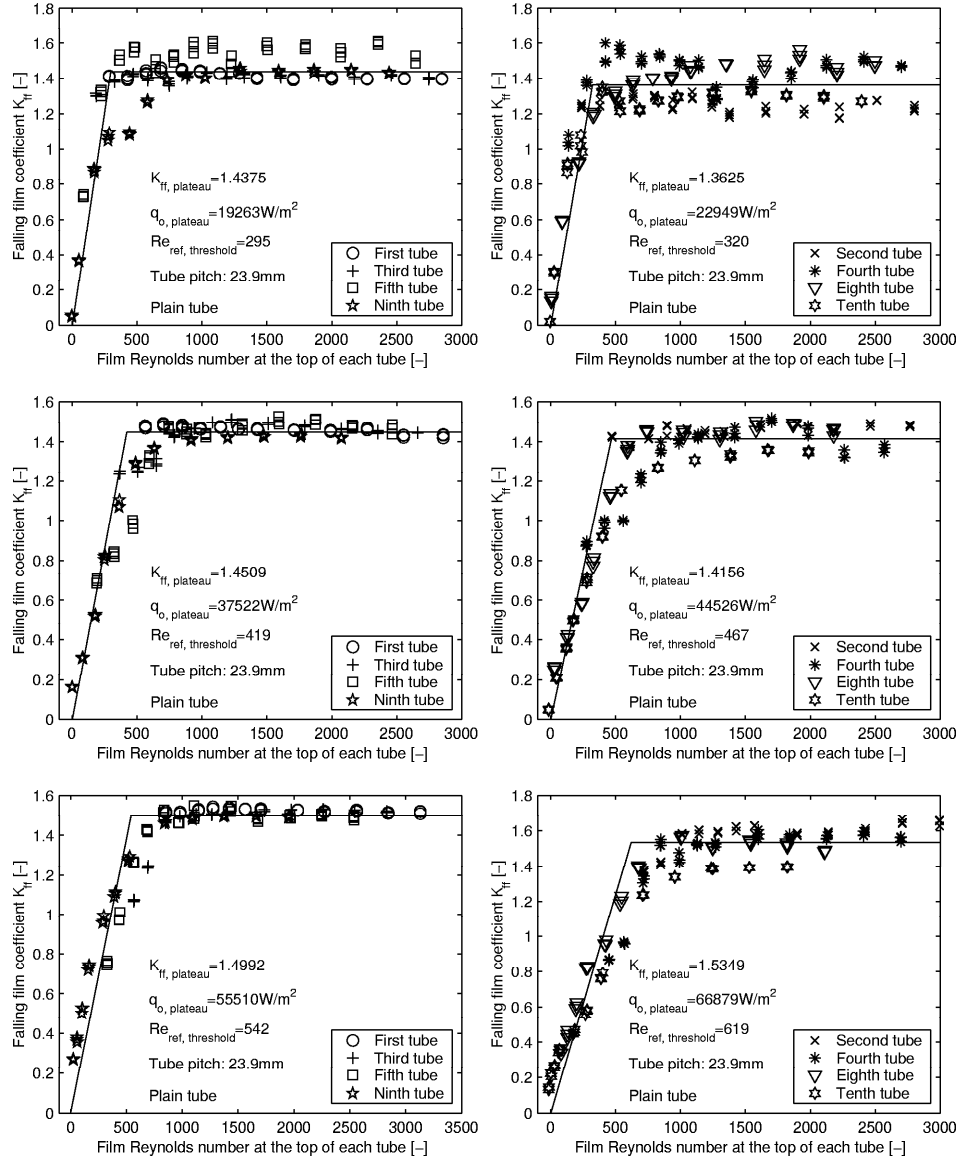 Falling film coefficient K_ff [−]
1.8
1.6
1.4
1.2
1
0.8
0.6
0.4
0.2
0
K_ff, plateau=1.4375
q_o, plateau=19263W/m²
Re_ref, threshold=295
Tube pitch: 23.9mm
Plain tube
First tube
Third tube
Fifth tube
Ninth tube
0 500 1000 1500 2000 2500 3000 3500
Film Reynolds number at the top of each tube [−]
Falling film coefficient K_ff [−]
1.8
1.6
1.4
1.2
1
0.8
0.6
0.4
0.2
0
K_ff, plateau=1.3625
q_o, plateau=22949W/m²
Re_ref, threshold=320
Tube pitch: 23.9mm
Plain tube
Second tube
Fourth tube
Eighth tube
Tenth tube
0 500 1000 1500 2000 2500 3000
Film Reynolds number at the top of each tube [−]
Falling film coefficient K_ff [−]
1.6
1.4
1.2
1
0.8
0.6
0.4
0.2
0
K_ff, plateau=1.4509
q_o, plateau=37522W/m²
Re_ref, threshold=419
Tube pitch: 23.9mm
Plain tube
First tube
Third tube
Fifth tube
Ninth tube
0 500 1000 1500 2000 2500 3000
Film Reynolds number at the top of each tube [−]
Falling film coefficient K_ff [−]
1.6
1.4
1.2
1
0.8
0.6
0.4
0.2
0
K_ff, plateau=1.4156
q_o, plateau=44526W/m²
Re_ref, threshold=467
Tube pitch: 23.9mm
Plain tube
Second tube
Fourth tube
Eighth tube
Tenth tube
0 500 1000 1500 2000 2500 3000
Film Reynolds number at the top of each tube [−]
Falling film coefficient K_ff [−]
1.6
1.4
1.2
1
0.8
0.6
0.4
0.2
0
K_ff, plateau=1.4992
q_o, plateau=55510W/m²
Re_ref, threshold=542
Tube pitch: 23.9mm
Plain tube
First tube
Third tube
Fifth tube
Ninth tube
0 500 1000 1500 2000 2500 3000 3500
Film Reynolds number at the top of each tube [−]
Falling film coefficient K_ff [−]
1.8
1.6
1.4
1.2
1
0.8
0.6
0.4
0.2
0
K_ff, plateau=1.5349
q_o, plateau=66879W/m²
Re_ref, threshold=619
Tube pitch: 23.9mm
Plain tube
Second tube
Fourth tube
Eighth tube
Tenth tube
0 500 1000 1500 2000 2500 3000
Film Reynolds number at the top of each tube [−]